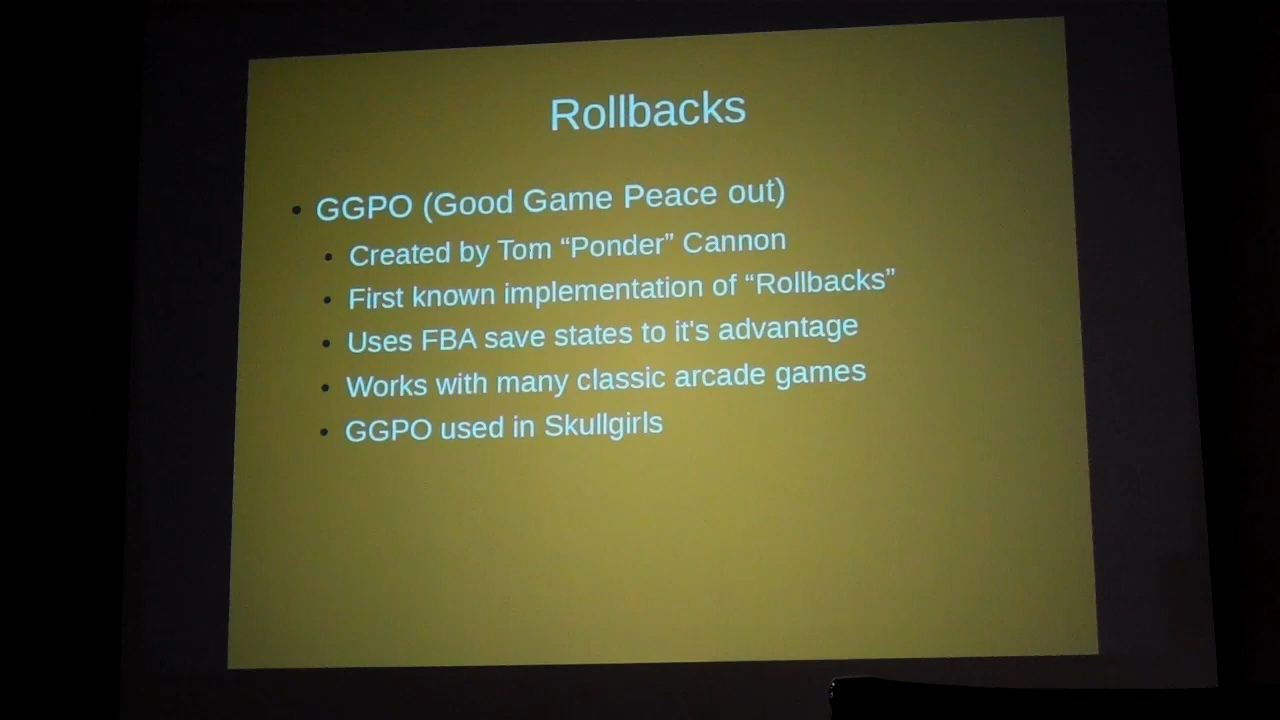 Rollbacks
GGPO (Good Game Peace out)
Created by Tom “Ponder” Cannon
First known implementation of “Rollbacks”
Uses FBA save states to it's advantage
Works with many classic arcade games
GGPO used in Skullgirls